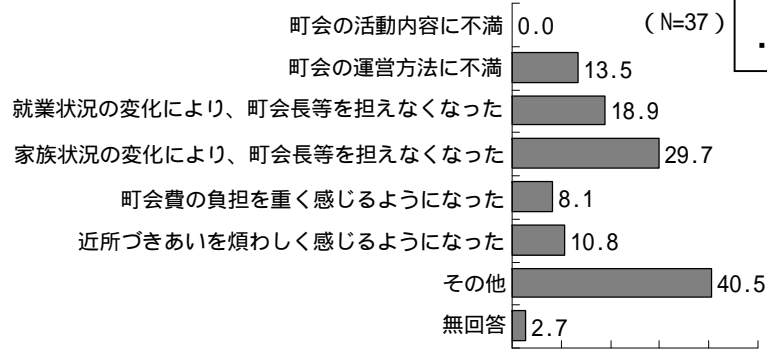 町会の活動内容に不満 0.0 (N=37)
町会の運営方法に不満 13.5
就業状況の変化により、町会長等を担えなくなった 18.9
家族状況の変化により、町会長等を担えなくなった 29.7
町会費の負担を重く感じるようになった 8.1
近所づきあいを煩わしく感じるようになった 10.8
その他 40.5
無回答 2.7